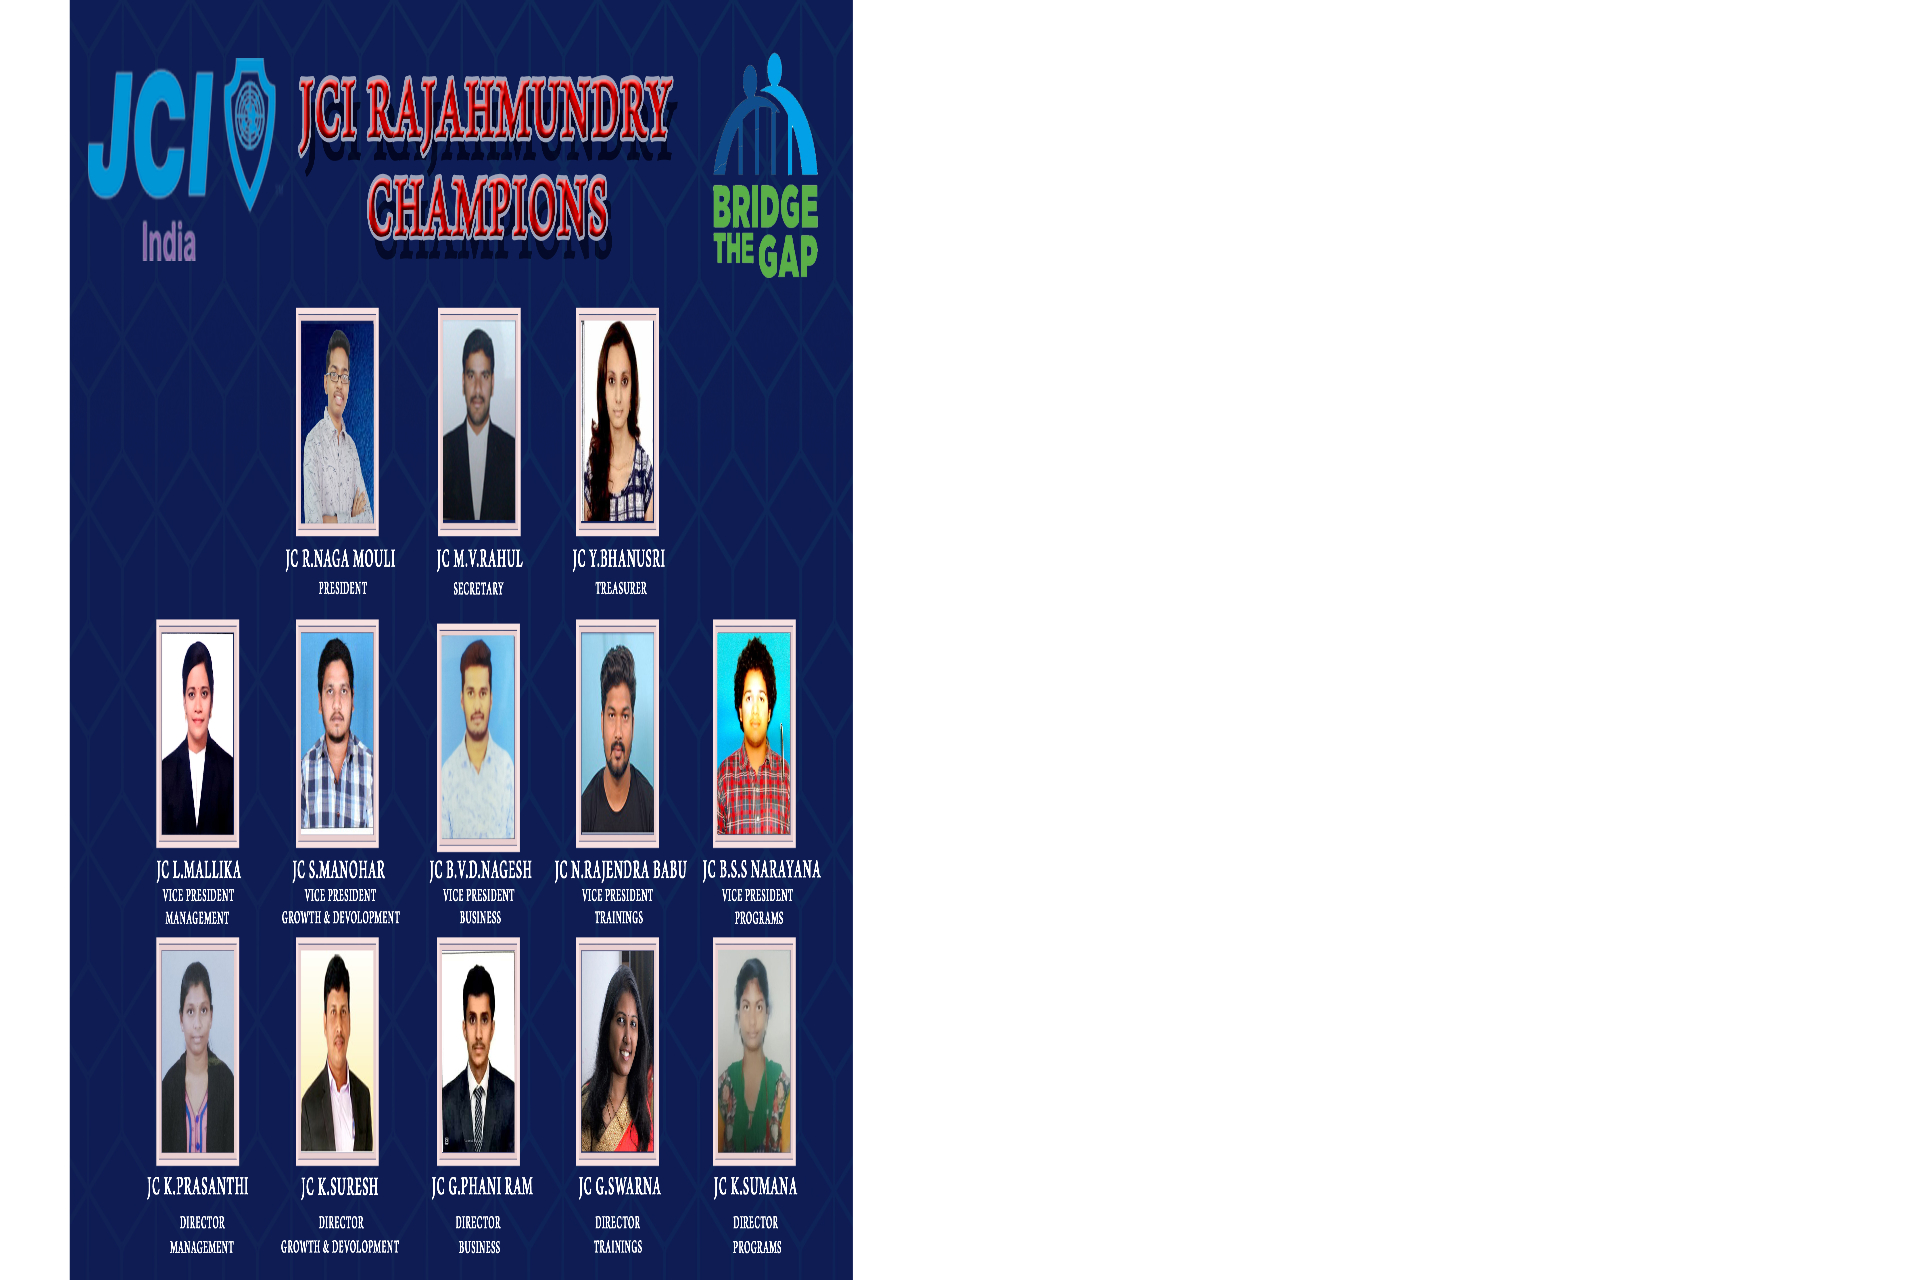 JCI
India
JCI RAJAHMUNDRY
CHAMPIONS
BRIDGE
THE GAP
JC R.NAGA MOULI
PRESIDENT
JC M.V.RAHUL
SECRETARY
JC Y.BHANUSRI
TREASURER
JC L.MALLIKA
VICE PRESIDENT
MANAGEMENT
JC S.MANOHAR
VICE PRESIDENT
GROWTH & DEVOLOPMENT
JC B.V.D.NAGESH
VICE PRESIDENT
BUSINESS
JC N.RAJENDRA BABU
VICE PRESIDENT
TRAININGS
JC B.S.S NARAYANA
VICE PRESIDENT
PROGRAMS
JC K.PRASANTHI
DIRECTOR
MANAGEMENT
JC K.SURESH
DIRECTOR
GROWTH & DEVOLOPMENT
JC G.PHANI RAM
DIRECTOR
BUSINESS
JC G.SWARNA
DIRECTOR
TRAININGS
JC K.SUMANA
DIRECTOR
PROGRAMS